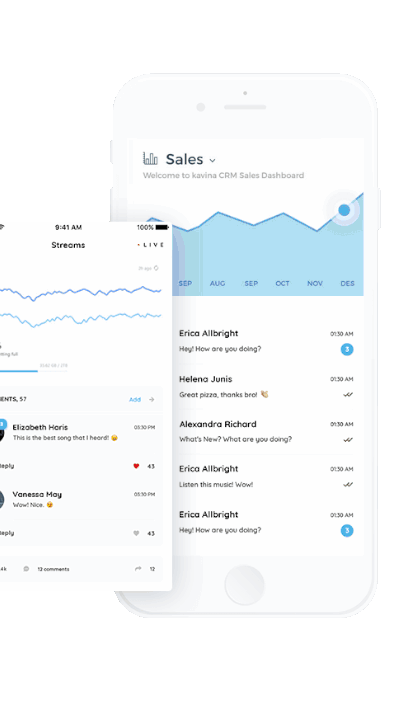 Sales
Welcome to kavina CRM Sales Dashboard
SEP AUG SEP OCT NOV DES
Erica Allbright 01:30 AM
Hey! How are you doing? 3
Helena Junis 01:30 AM
Great pizza, thanks bro! 👏
Alexandra Richard 01:30 AM
What's New? What are you doing?
Erica Allbright 01:30 AM
Listen this music! Wow!
Erica Allbright 01:30 AM
Hey! How are you doing? 3
9:41 AM 100%
Streams • LIVE
ENTS, 57 Add →
Elizabeth Haris 03:30 PM
This is the best song that I heard! 😀
eply 43
Vanessa May 03:30 PM
Wow! Nice. 😘
eply 43
4k 12 comments 12